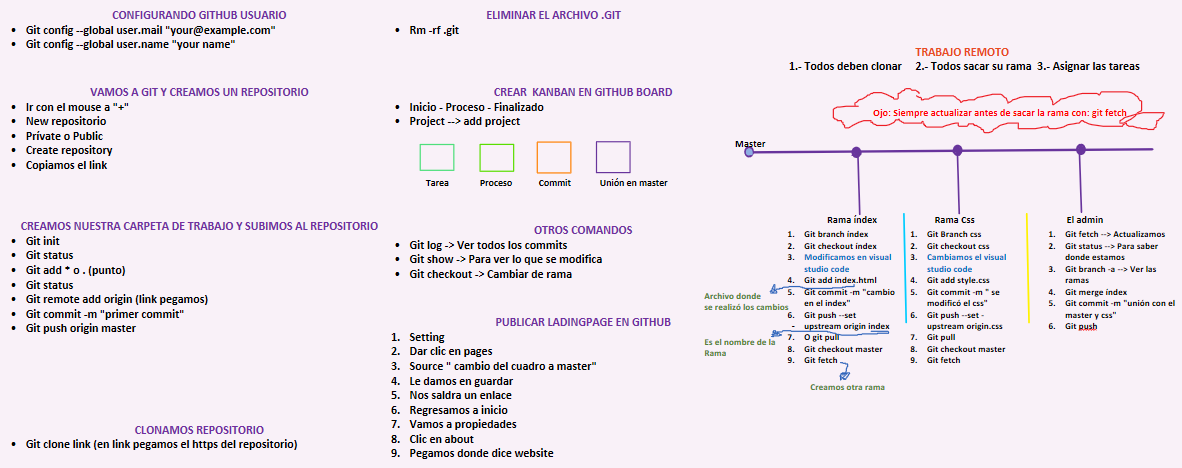 CONFIGURANDO GITHUB USUARIO
• Git config --global user.mail "your@example.com"
• Git config --global user.name "your name"
VAMOS A GIT Y CREAMOS UN REPOSITORIO
• Ir con el mouse a "+"
• New repositorio
• Prívate o Public
• Create repository
• Copiamos el link
CREAMOS NUESTRA CARPETA DE TRABAJO Y SUBIMOS AL REPOSITORIO
• Git init
• Git status
• Git add * o . (punto)
• Git status
• Git remote add origin (link pegamos)
• Git commit -m "primer commit"
• Git push origin master
CLONAMOS REPOSITORIO
• Git clone link (en link pegamos el https del repositorio)
ELIMINAR EL ARCHIVO .GIT
• Rm -rf .git
CREAR KANBAN EN GITHUB BOARD
• Inicio - Proceso - Finalizado
• Project --> add project
Tarea
Proceso
Commit
Unión en master
OTROS COMANDOS
• Git log -> Ver todos los commits
• Git show -> Para ver lo que se modifica
• Git checkout -> Cambiar de rama
PUBLICAR LADINGPAGE EN GITHUB
1. Setting
2. Dar clic en pages
3. Source " cambio del cuadro a master"
4. Le damos en guardar
5. Nos saldra un enlace
6. Regresamos a inicio
7. Vamos a propiedades
8. Clic en about
9. Pegamos donde dice website
TRABAJO REMOTO
1.- Todos deben clonar 2.- Todos sacar su rama 3.- Asignar las tareas
Ojo: Siempre actualizar antes de sacar la rama con: git fetch
Master
Rama índex
1. Git branch índex
2. Git checkout índex
3. Modificamos en visual
studio code
4. Git add index.html
5. Git commit -m "cambio
en el index"
6. Git push --set
- upstream origin index
7. O git pull
8. Git checkout master
9. Git fetch
Archivo donde
se realizó los cambios
Es el nombre de la
Rama
Creamos otra rama
Rama Css
1. Git Branch css
2. Git checkout css
3. Cambiamos el visual
studio code
4. Git add style.css
5. Git commit -m " se
modificó el css"
6. Git push --set -
upstream origin.css
7. Git pull
8. Git checkout master
9. Git fetch
El admin
1. Git fetch --> Actualizamos
2. Git status --> Para saber
donde estamos
3. Git branch -a --> Ver las
ramas
4. Git merge índex
5. Git commit -m "unión con el
master y css"
6. Git push